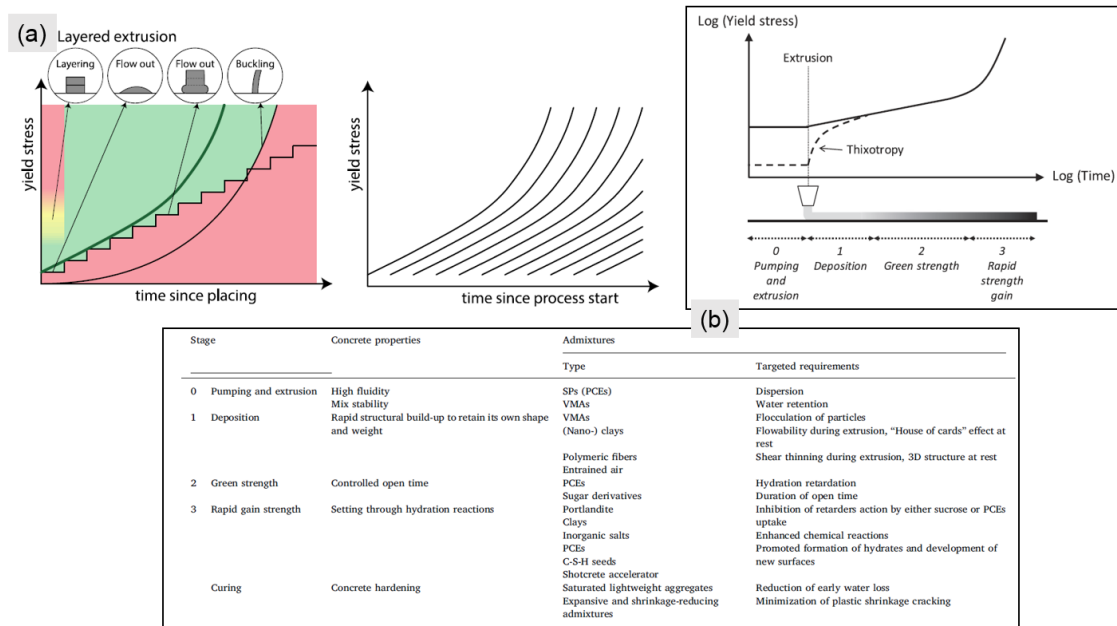 (a)
Layered extrusion
Layering
Flow out
Flow out
Buckling
yield stress
time since placing
yield stress
time since process start
Log (Yield stress)
Extrusion
Thixotropy
Log (Time)
0 1 2 3
Pumping and extrusion
Deposition
Green strength
Rapid strength gain
(b)
Stage Concrete properties Admixtures
Type Targeted requirements
0 Pumping and extrusion High fluidity SPs (PCEs) Dispersion
Mix stability VMAs Water retention
1 Deposition Rapid structural build-up to retain its own shape VMAs Flocculation of particles
and weight (Nano-) clays Flowability during extrusion, “House of cards” effect at
rest
Polymeric fibers Shear thinning during extrusion, 3D structure at rest
Entrained air
2 Green strength Controlled open time PCEs Hydration retardation
Sugar derivatives Duration of open time
3 Rapid gain strength Setting through hydration reactions Portlandite Inhibition of retarders action by either sucrose or PCEs
Clays uptake
Inorganic salts Enhanced chemical reactions
PCEs Promoted formation of hydrates and development of
C-S-H seeds new surfaces
Shotcrete accelerator
Curing Concrete hardening Saturated lightweight aggregates Reduction of early water loss
Expansive and shrinkage-reducing Minimization of plastic shrinkage cracking
admixtures